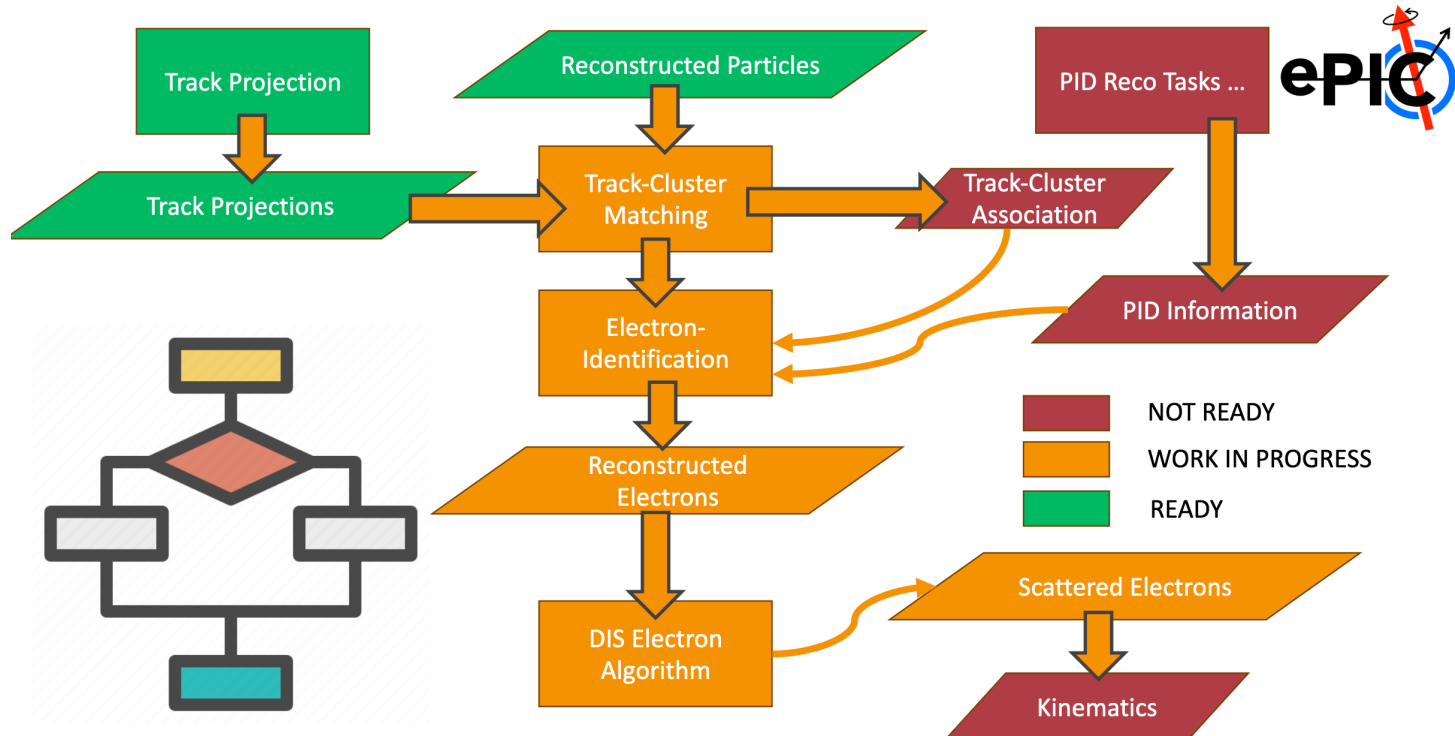 Track Projection
Reconstructed Particles
PID Reco Tasks ...
ePIC
Track Projections
Track-Cluster
Matching
Track-Cluster
Association
Electron-
Identification
PID Information
NOT READY
WORK IN PROGRESS
READY
Reconstructed
Electrons
DIS Electron
Algorithm
Scattered Electrons
Kinematics